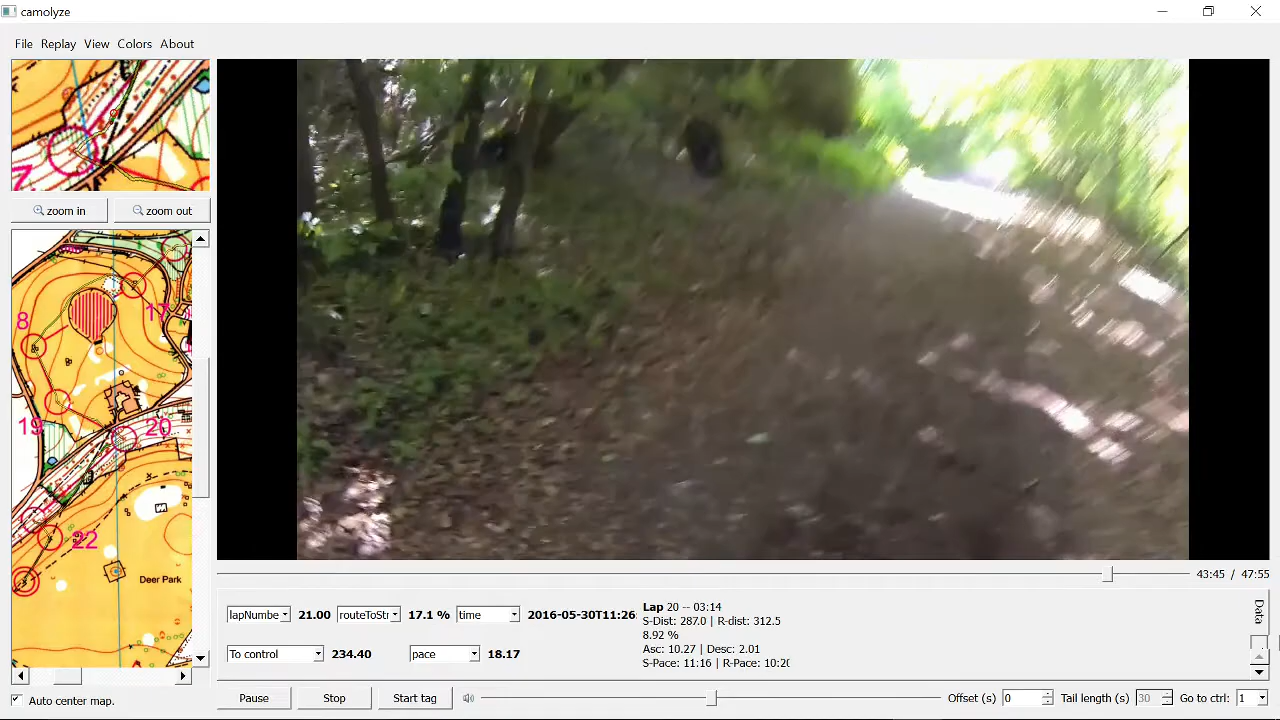 camolyze
File Replay View Colors About
7
zoom in zoom out
8
17
19
20
22
Deer Park
Auto center map.
43:45 / 47:55
lapNumbe 21.00 routeToStr 17.1 % time 2016-05-30T11:26:
To control 234.40 pace 18.17
Lap 20 -- 03:14
S-Dist: 287.0 | R-dist: 312.5
8.92 %
Asc: 10.27 | Desc: 2.01
S-Pace: 11:16 | R-Pace: 10:20
Data
Pause Stop Start tag Offset (s) 0 Tail length (s) 30 Go to ctrl: 1